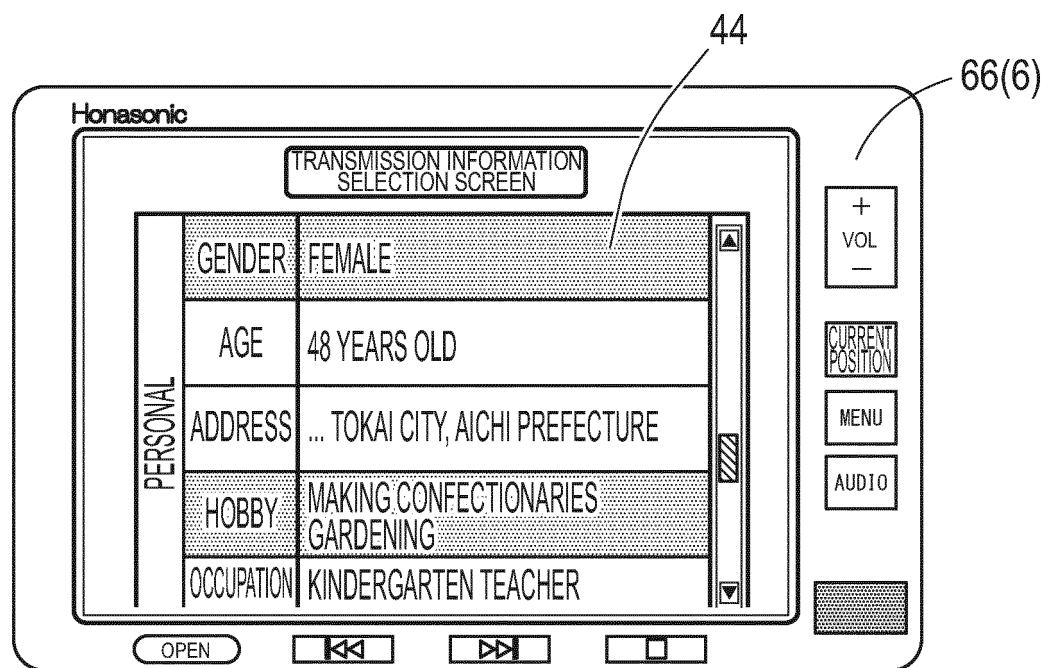 44
66(6)
Honasonic
TRANSMISSION INFORMATION
SELECTION SCREEN
PERSONAL
GENDER FEMALE
AGE 48 YEARS OLD
ADDRESS ... TOKAI CITY, AICHI PREFECTURE
HOBBY MAKING CONFECTIONARIES
GARDENING
OCCUPATION KINDERGARTEN TEACHER
+
VOL
—
CURRENT
POSITION
MENU
AUDIO
OPEN